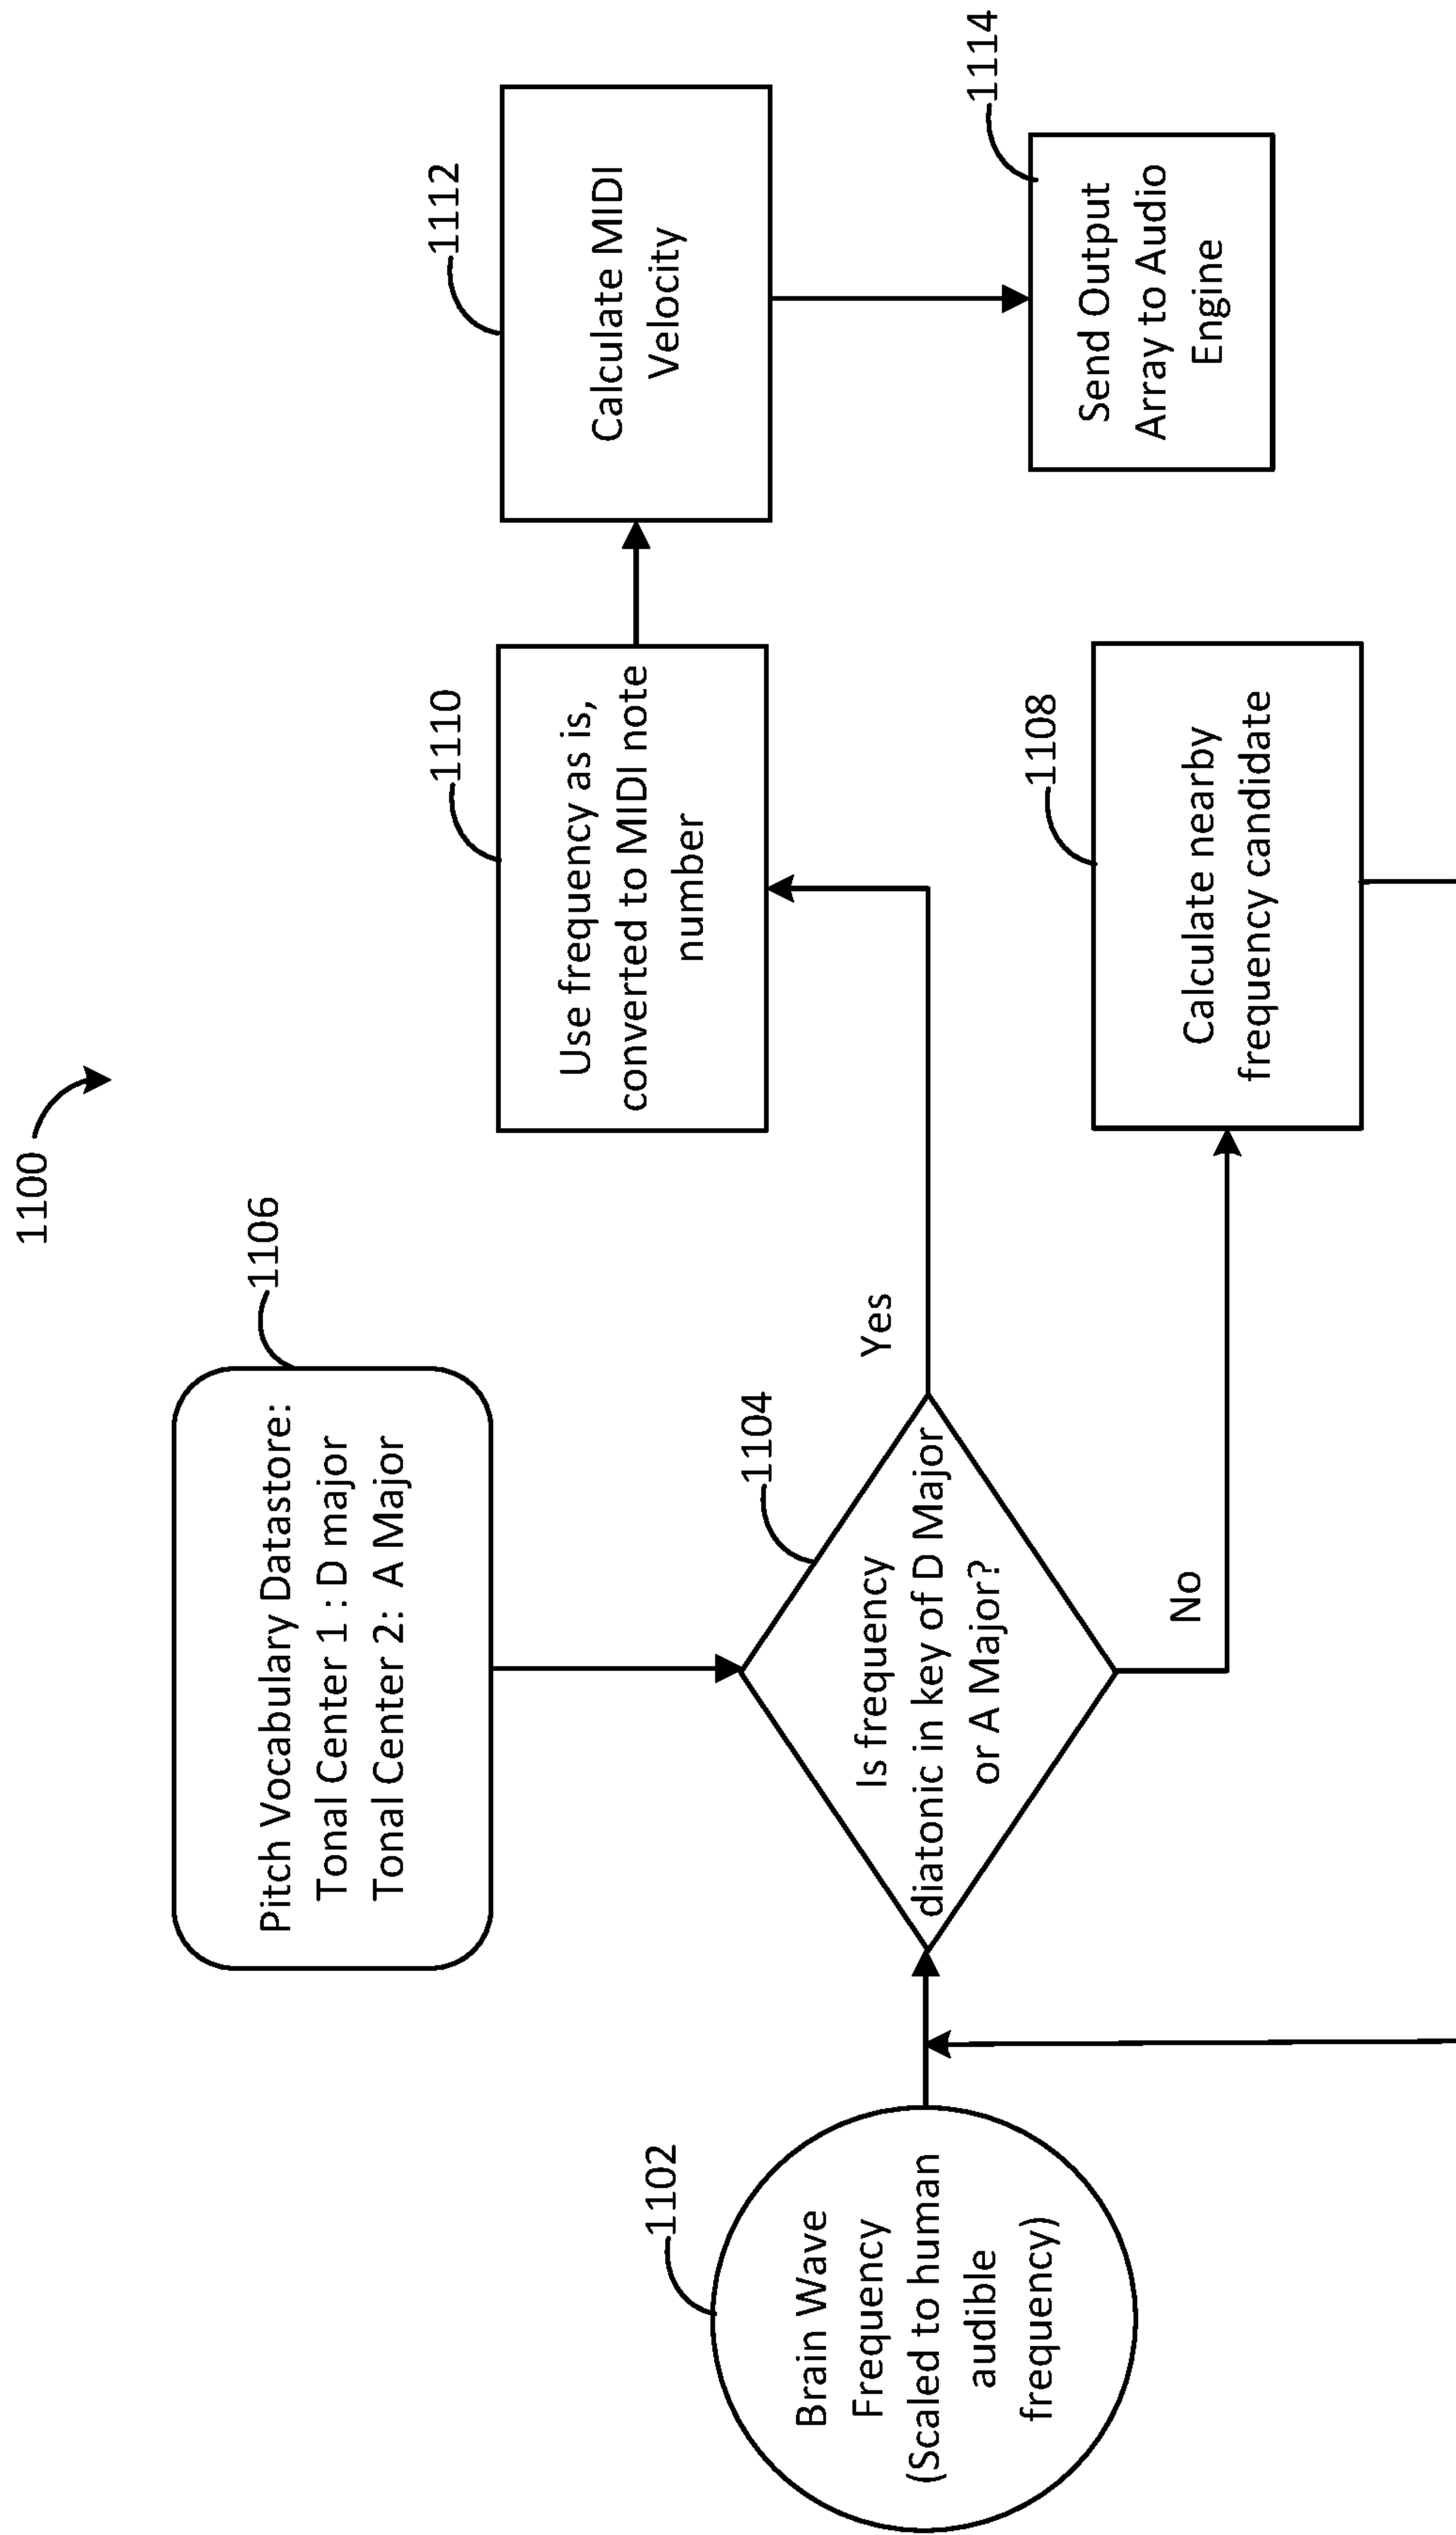 1100
1106
Pitch Vocabulary Datastore:
Tonal Center 1 : D major
Tonal Center 2:  A Major
1102
Brain Wave
Frequency
(Scaled to human
audible
frequency)
1104
Is frequency
diatonic in key of D Major
or A Major?
Yes
No
1110
Use frequency as is,
converted to MIDI note
number
1112
Calculate MIDI
Velocity
1108
Calculate nearby
frequency candidate
1114
Send Output
Array to Audio
Engine